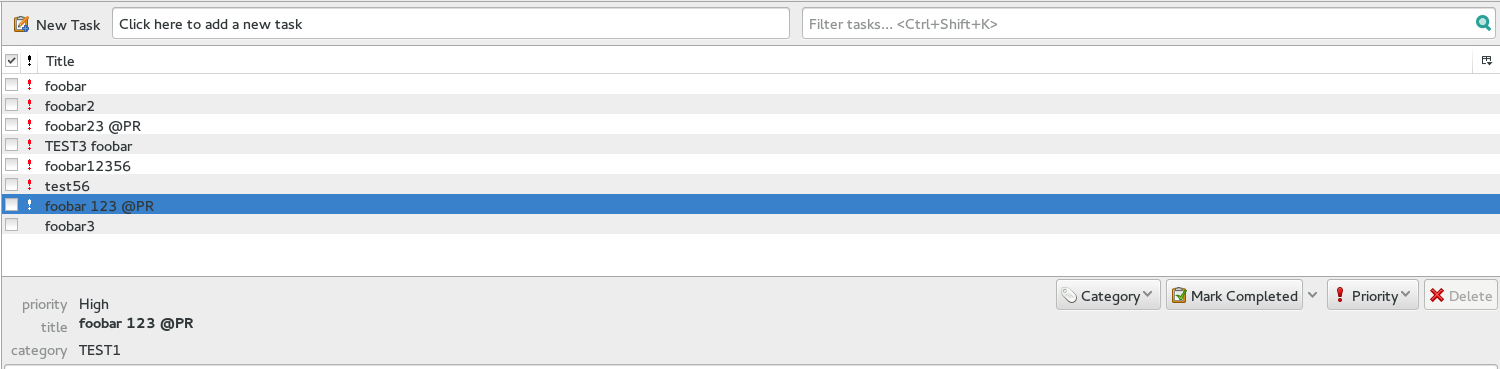 New Task Click here to add a new task Filter tasks... <Ctrl+Shift+K>
! Title
! foobar
! foobar2
! foobar23 @PR
! TEST3 foobar
! foobar12356
! test56
! foobar 123 @PR
foobar3
Category Mark Completed Priority Delete
priority High
title foobar 123 @PR
category TEST1